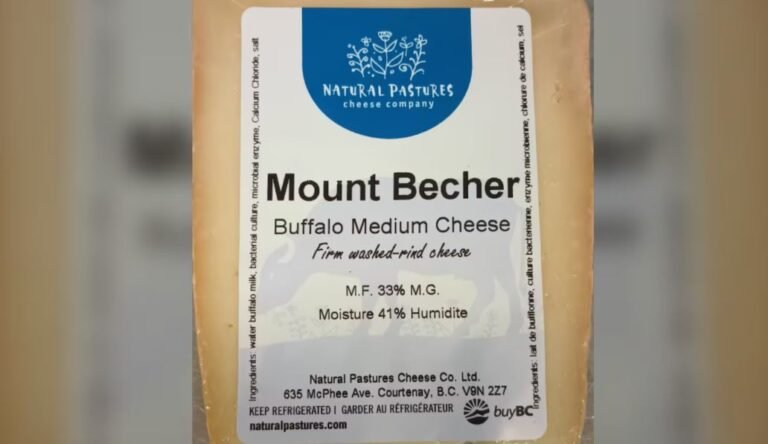 NATURAL PASTURES
cheese company
Mount Becher
Buffalo Medium Cheese
Firm washed-rind cheese
M.F. 33% M.G.
Moisture 41% Humidite
Natural Pastures Cheese Co. Ltd.
635 McPhee Ave. Courtenay, B.C. V9N 2Z7
KEEP REFRIGERATED | GARDER AU RÉFRIGÉRATEUR
naturalpastures.com
buyBC
Ingredients: water buffalo milk, bacterial culture, microbial enzyme, Calcium Chloride, salt
Ingrédients: lait de bufflonne, culture bacterienne, enzyme microbienne, chlorure de calcium, sel